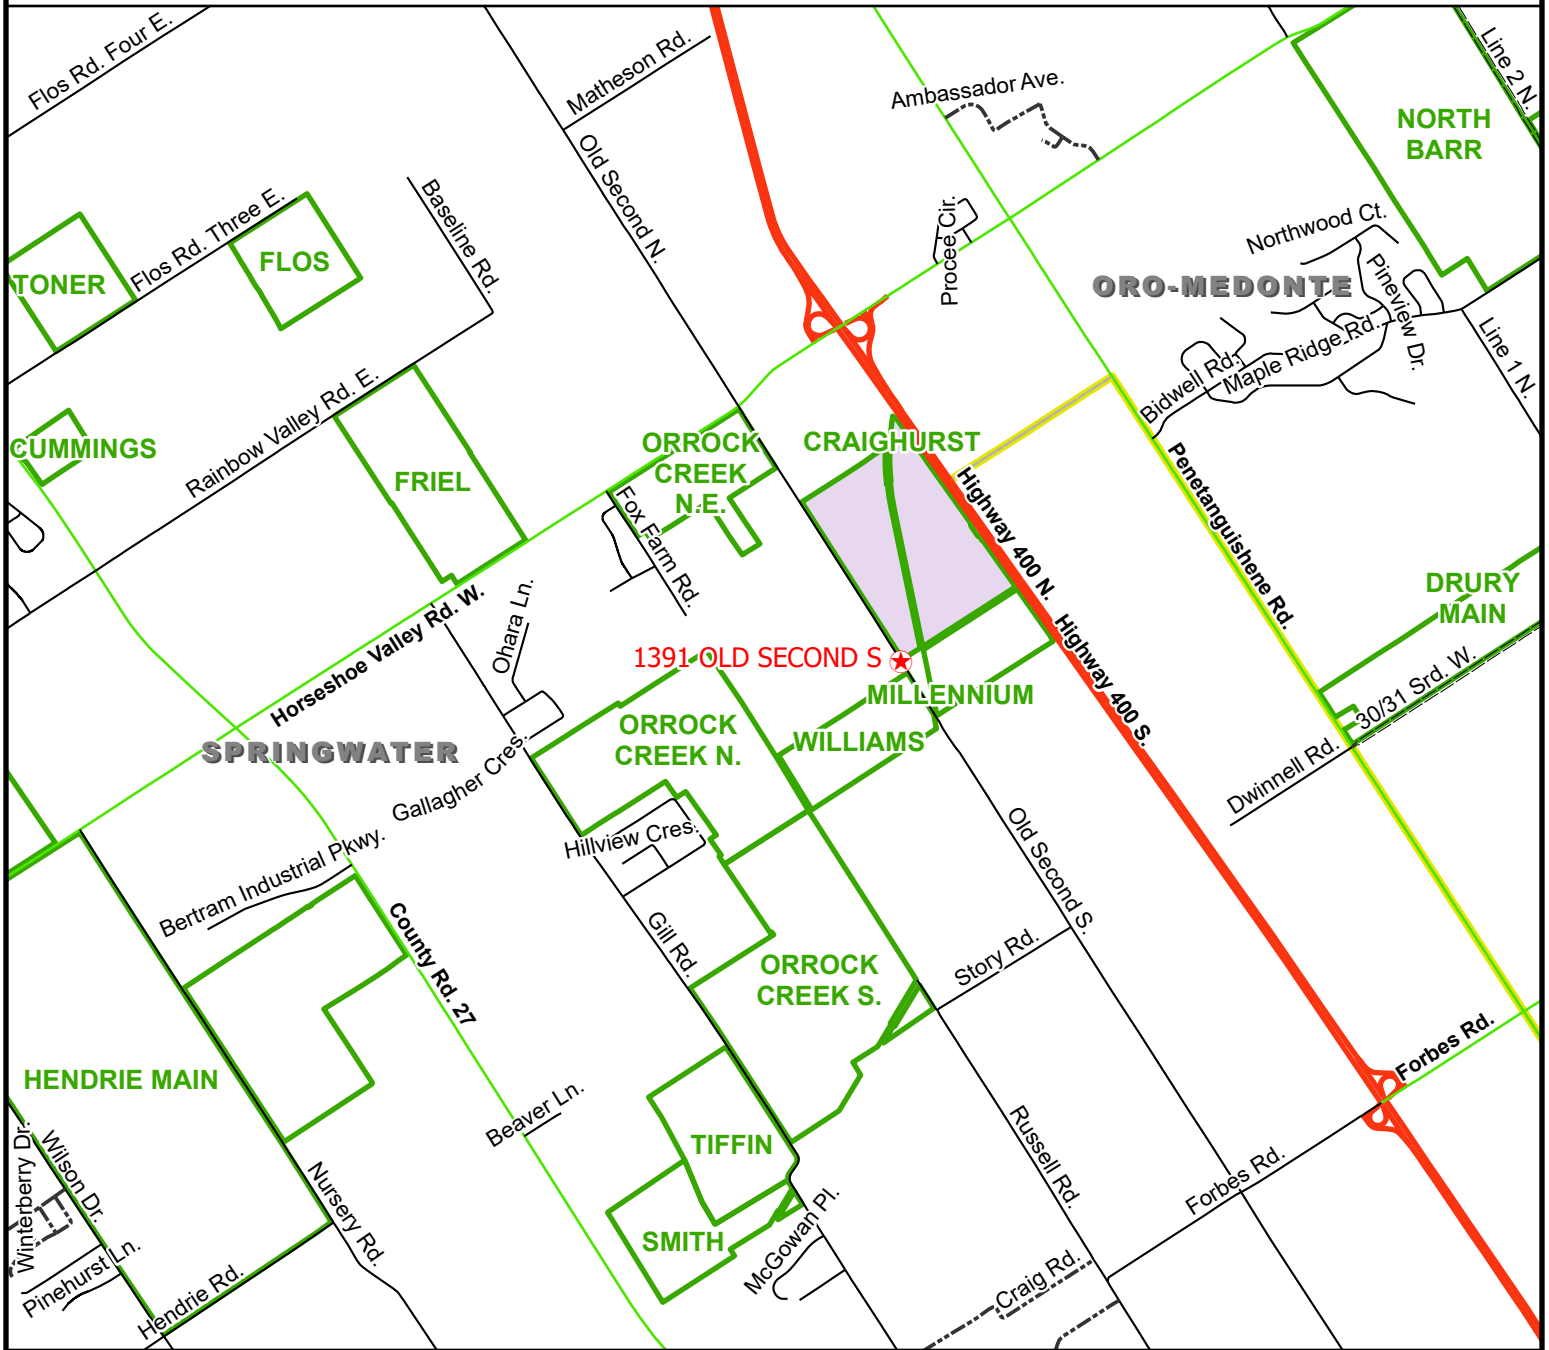 Flos Rd. Four E.
Matheson Rd.
Line 2 N.
Ambassador Ave.
NORTH
BARR
Old Second N.
Baseline Rd.
Flos Rd. Three E.
FLOS
TONER
Procee Cir.
Northwood Ct.
ORO-MEDONTE
Pineview Dr.
Maple Ridge Rd.
Bidwell Rd.
Line 1 N.
Rainbow Valley Rd. E.
CUMMINGS
FRIEL
ORROCK
CREEK
N.E.
CRAIGHURST
Fox Farm Rd.
Highway 400 N.
Penetanguishene Rd.
DRURY
MAIN
Horseshoe Valley Rd. W.
Ohara Ln.
1391 OLD SECOND S
Highway 400 S.
30/31 Srd. W.
MILLENNIUM
WILLIAMS
ORROCK
CREEK N.
SPRINGWATER
Gallagher Cres.
Dwinnell Rd.
Hillview Cres.
Old Second S.
Bertram Industrial Pkwy.
County Rd. 27
Gill Rd.
Story Rd.
ORROCK
CREEK S.
Forbes Rd.
HENDRIE MAIN
Beaver Ln.
TIFFIN
Russell Rd.
Winterberry Dr.
Wilson Dr.
Nursery Rd.
Forbes Rd.
SMITH
McGowan Pl.
Pinehurst Ln.
Craig Rd.
Hendrie Rd.